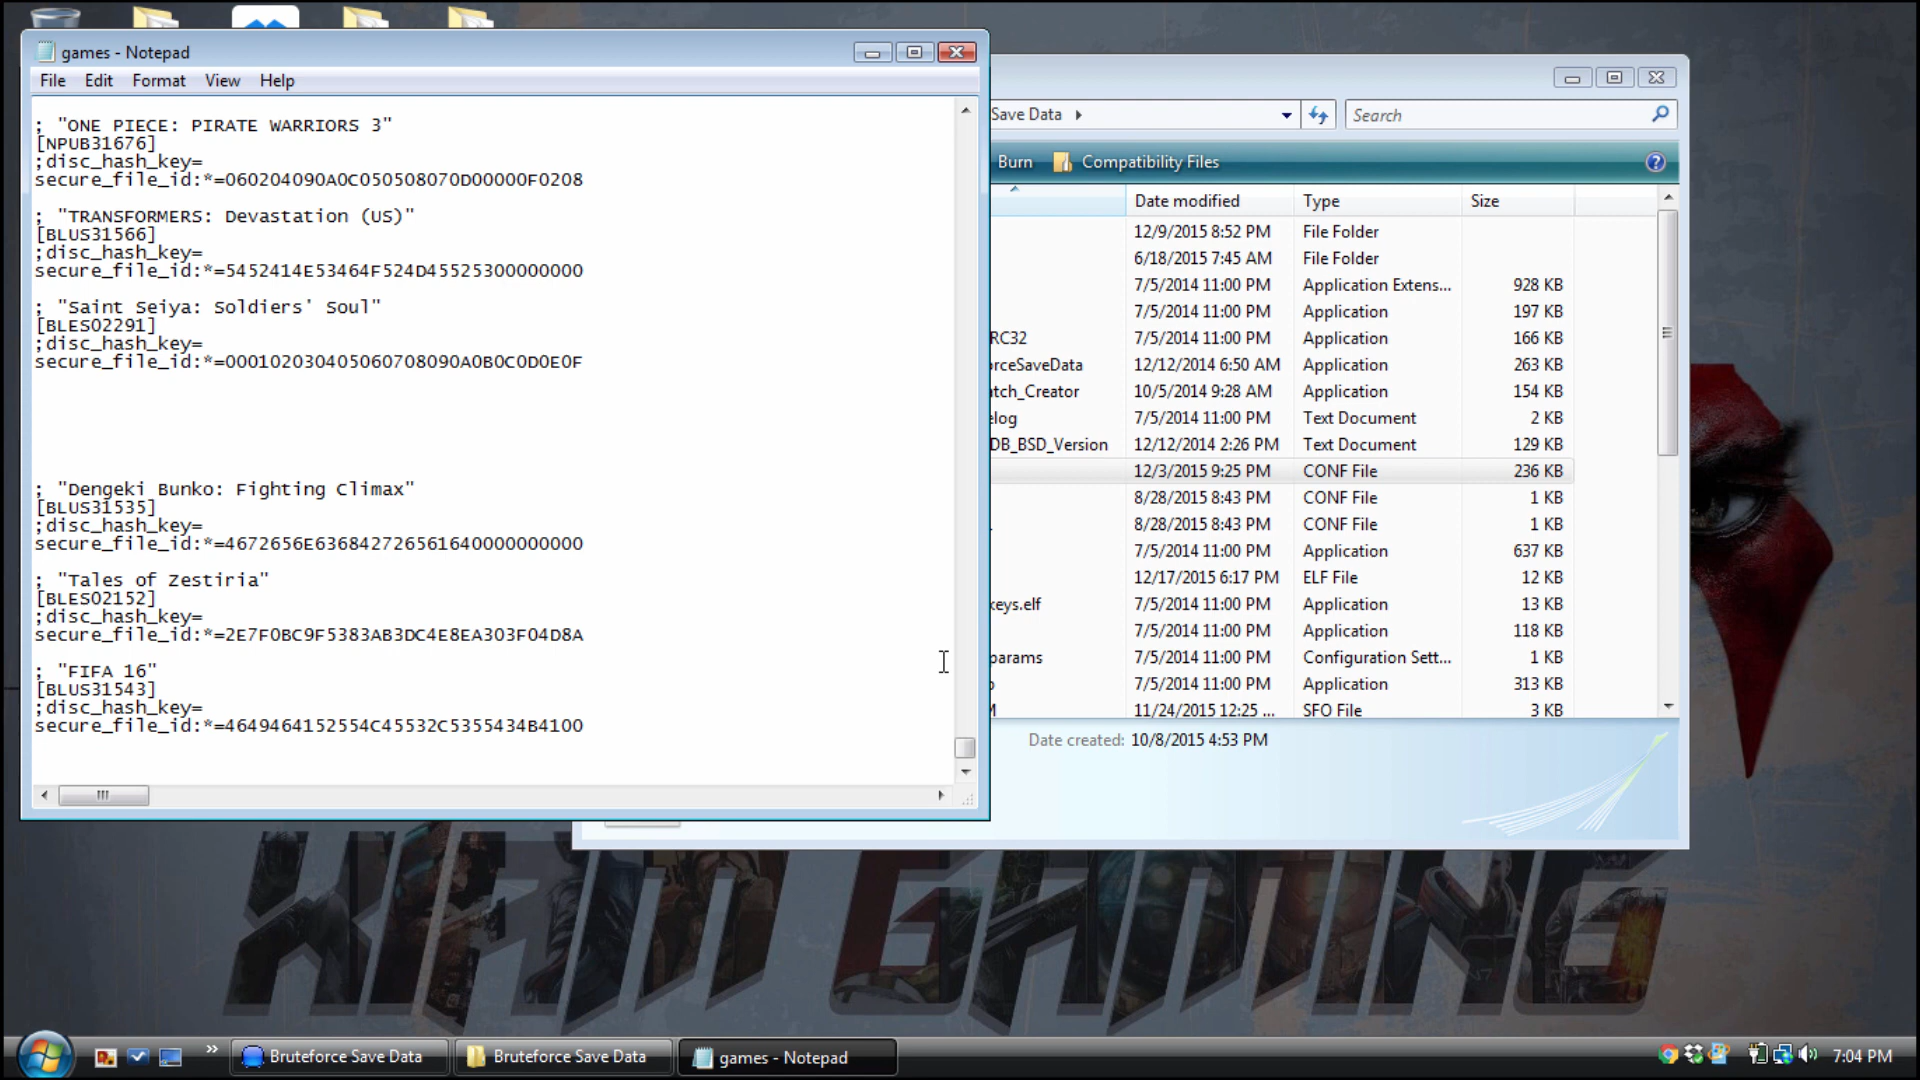 games - Notepad
File Edit Format View Help
; "ONE PIECE: PIRATE WARRIORS 3"
[NPUB31676]
;disc_hash_key=
secure_file_id:*=060204090A0C050508070D00000F0208
; "TRANSFORMERS: Devastation (US)"
[BLUS31566]
;disc_hash_key=
secure_file_id:*=5452414E53464F524D45525300000000
; "Saint Seiya: Soldiers' Soul"
[BLES02291]
;disc_hash_key=
secure_file_id:*=000102030405060708090A0B0C0D0E0F
; "Dengeki Bunko: Fighting Climax"
[BLUS31535]
;disc_hash_key=
secure_file_id:*=4672656E636842726561640000000000
; "Tales of Zestiria"
[BLES02152]
;disc_hash_key=
secure_file_id:*=2E7F0BC9F5383AB3DC4E8EA303F04D8A
; "FIFA 16"
[BLUS31543]
;disc_hash_key=
secure_file_id:*=4649464152554C45532C5355434B4100
Save Data
Search
Burn Compatibility Files
Date modified Type Size
12/9/2015 8:52 PM File Folder
6/18/2015 7:45 AM File Folder
7/5/2014 11:00 PM Application Extens... 928 KB
7/5/2014 11:00 PM Application 197 KB
RC32 7/5/2014 11:00 PM Application 166 KB
rceSaveData 12/12/2014 6:50 AM Application 263 KB
tch_Creator 10/5/2014 9:28 AM Application 154 KB
elog 7/5/2014 11:00 PM Text Document 2 KB
DB_BSD_Version 12/12/2014 2:26 PM Text Document 129 KB
12/3/2015 9:25 PM CONF File 236 KB
8/28/2015 8:43 PM CONF File 1 KB
8/28/2015 8:43 PM CONF File 1 KB
7/5/2014 11:00 PM Application 637 KB
12/17/2015 6:17 PM ELF File 12 KB
keys.elf 7/5/2014 11:00 PM Application 13 KB
7/5/2014 11:00 PM Application 118 KB
params 7/5/2014 11:00 PM Configuration Sett... 1 KB
7/5/2014 11:00 PM Application 313 KB
M 11/24/2015 12:25 ... SFO File 3 KB
Date created: 10/8/2015 4:53 PM
XFM GAMING
Bruteforce Save Data Bruteforce Save Data games - Notepad 7:04 PM